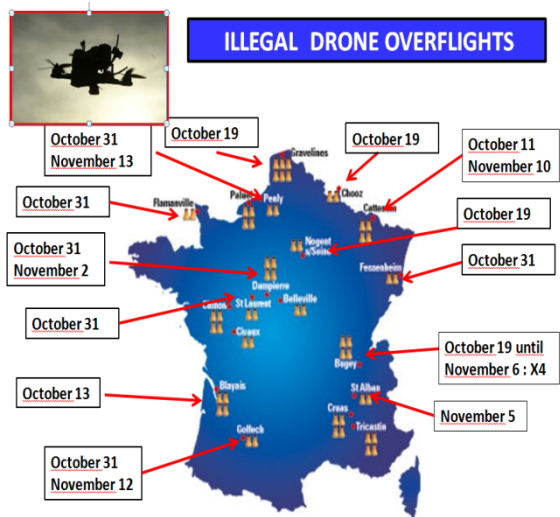 ILLEGAL DRONE OVERFLIGHTS
October 31
November 13
October 19
October 19
October 11
November 10
October 31
October 19
October 31
November 2
October 31
October 31
October 19 until
November 6 : X4
October 13
November 5
October 31
November 12
Gravelines
Chooz
Penly
Flamanville
Cattenom
Nogent
s/Seine
Fessenheim
Dampierre
Belleville
St Laurent
Chinon
Civaux
Bugey
St Alban
Blayais
Cruas
Tricastin
Golfech